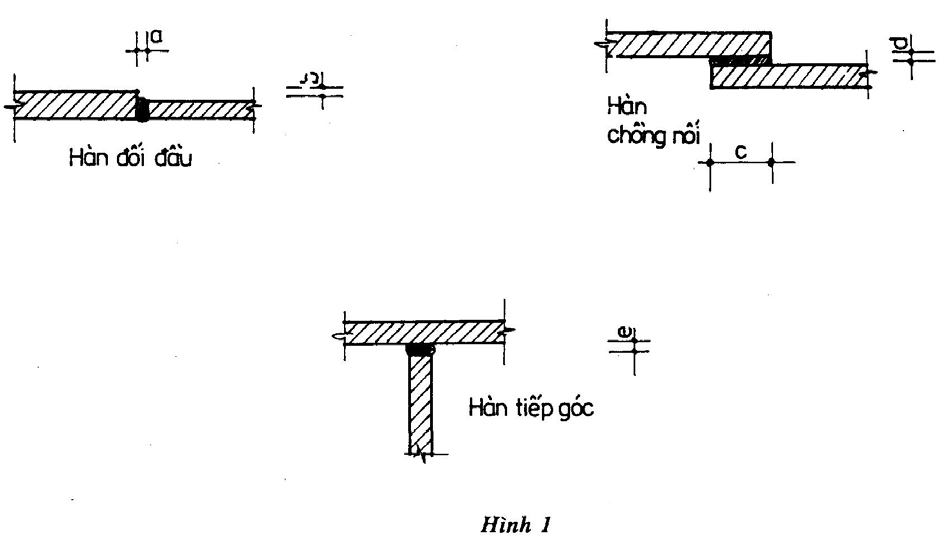 a
Hàn đối đầu
d
Hàn
chồng nối
c
e
Hàn tiếp góc
Hình 1